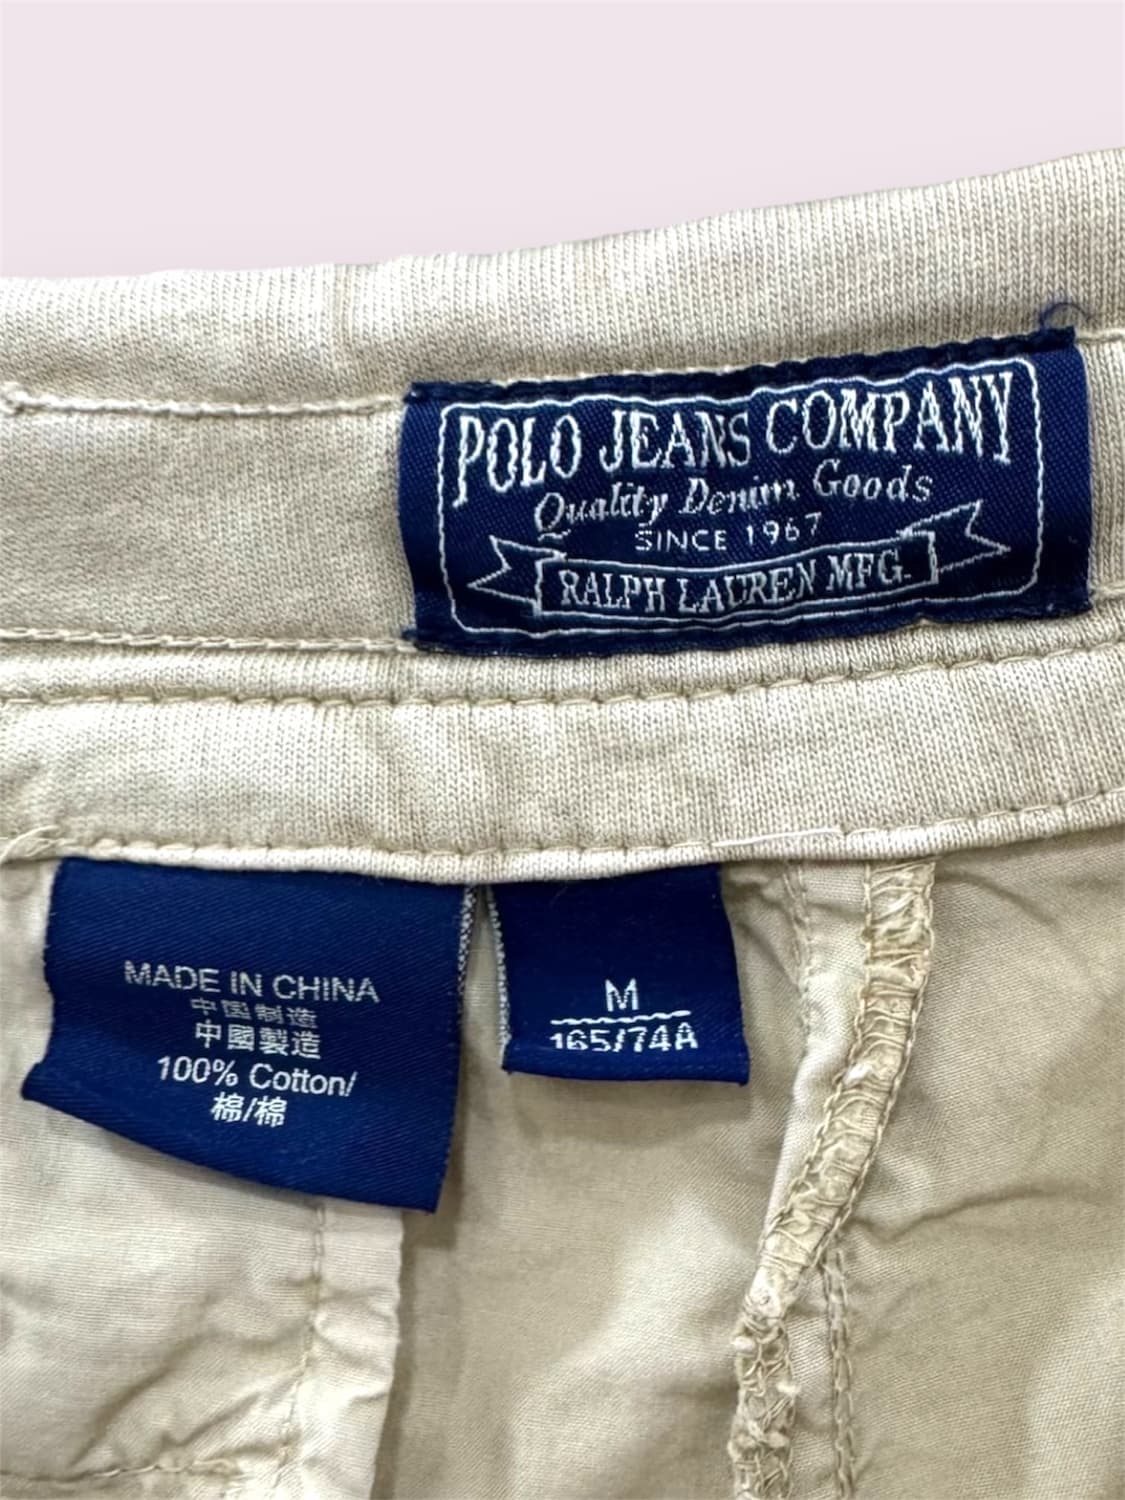 POLO JEANS COMPANY
Quality Denim Goods
SINCE 1967
RALPH LAUREN MFG.
MADE IN CHINA
中国制造
中國製造
100% Cotton/
棉/棉
M
165/74A